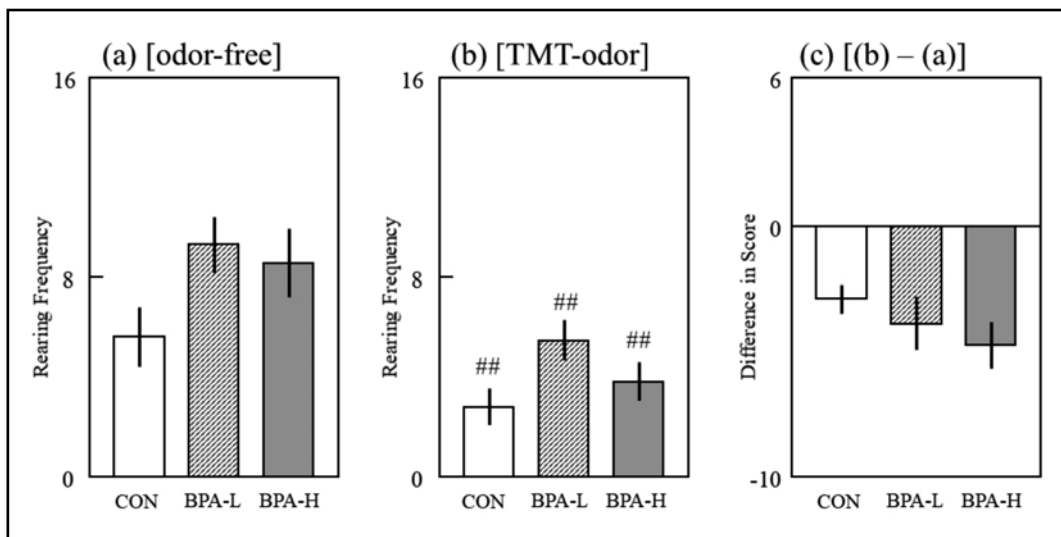 (a) [odor-free]
16
Rearing Frequency
8
0
CON BPA-L BPA-H
(b) [TMT-odor]
16
Rearing Frequency
8
##
##
##
0
CON BPA-L BPA-H
(c) [(b) – (a)]
6
Difference in Score
0
-10
CON BPA-L BPA-H